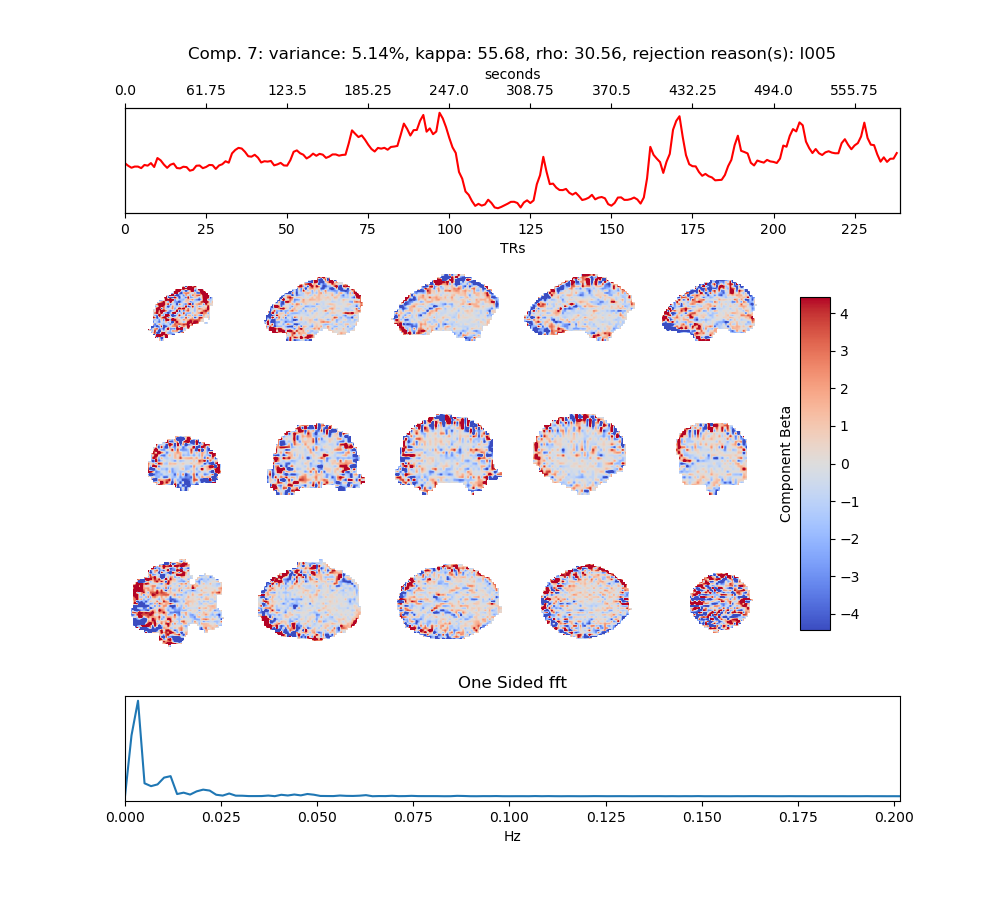 Comp. 7: variance: 5.14%, kappa: 55.68, rho: 30.56, rejection reason(s): I005
seconds
0.0 61.75 123.5 185.25 247.0 308.75 370.5 432.25 494.0 555.75
0 25 50 75 100 125 150 175 200 225
TRs
4
3
2
1
0
−1
−2
−3
−4
Component Beta
One Sided fft
0.000 0.025 0.050 0.075 0.100 0.125 0.150 0.175 0.200
Hz